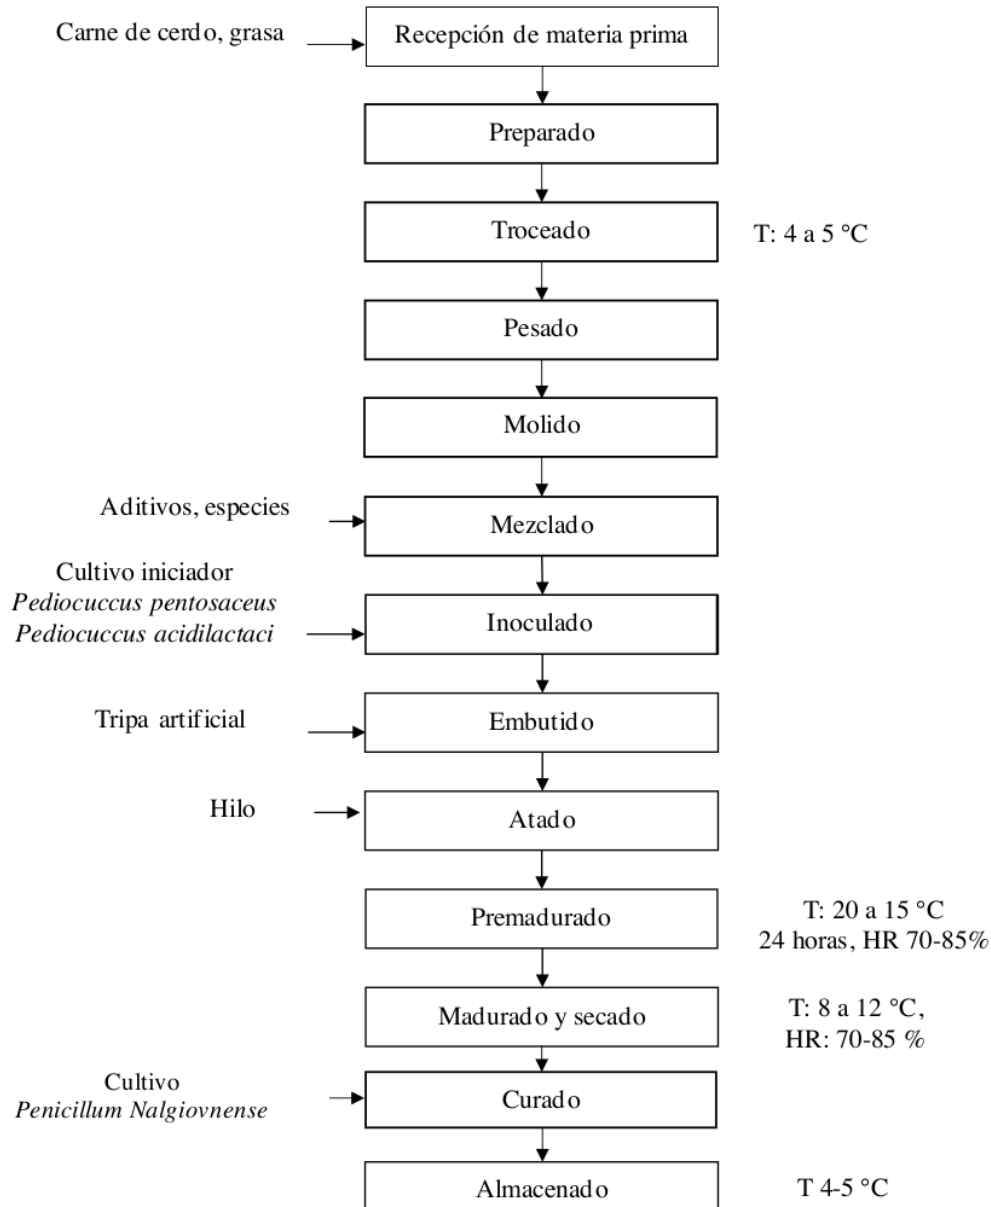 Carne de cerdo, grasa
Recepción de materia prima
Preparado
Troceado
T: 4 a 5 °C
Pesado
Molido
Aditivos, especies
Mezclado
Cultivo iniciador
Pediocuccus pentosaceus
Pediocuccus acidilactaci
Inoculado
Tripa artificial
Embutido
Hilo
Atado
Premadurado
T: 20 a 15 °C
24 horas, HR 70-85%
Madurado y secado
T: 8 a 12 °C,
HR: 70-85 %
Cultivo
Penicillum Nalgiovnense
Curado
Almacenado
T 4-5 °C